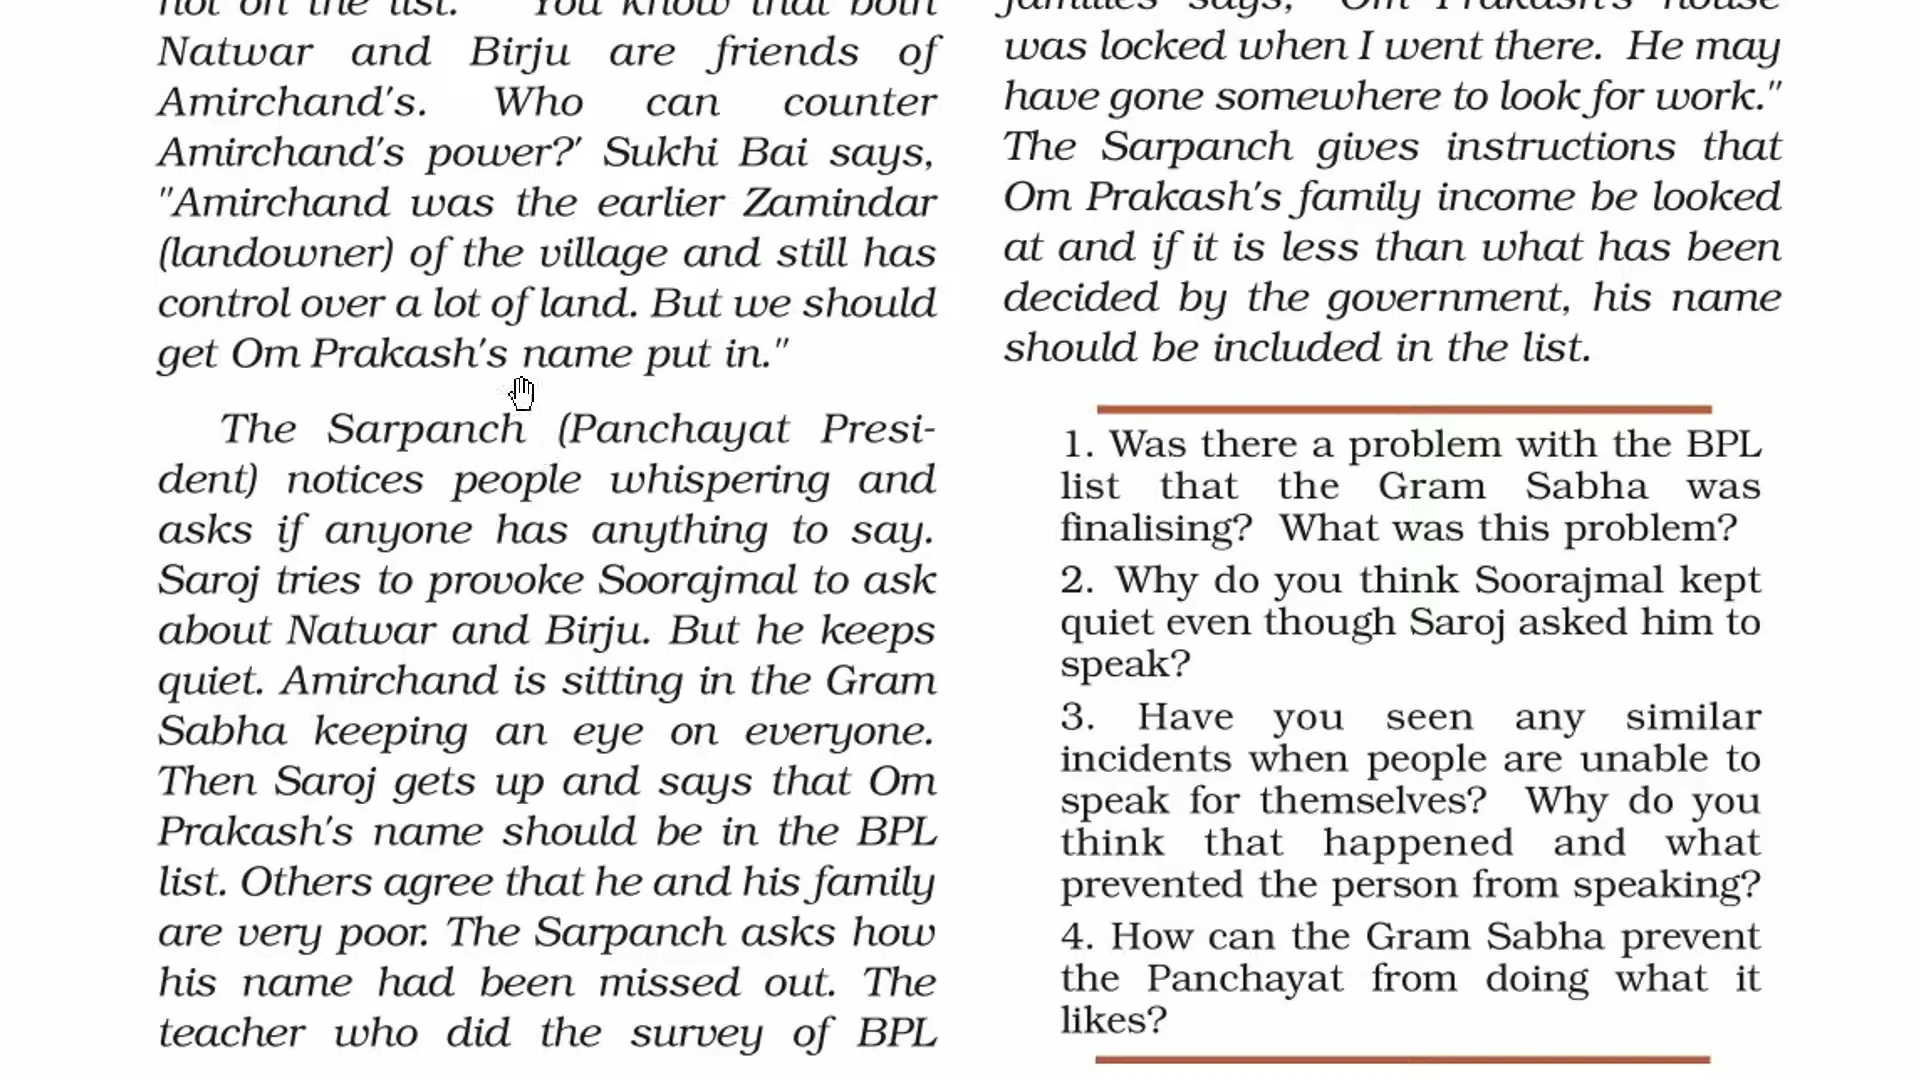 not on the list." "You know that both
Natwar and Birju are friends of
Amirchand's. Who can counter
Amirchand's power?' Sukhi Bai says,
"Amirchand was the earlier Zamindar
(landowner) of the village and still has
control over a lot of land. But we should
get Om Prakash's name put in."
The Sarpanch (Panchayat Presi-
dent) notices people whispering and
asks if anyone has anything to say.
Saroj tries to provoke Soorajmal to ask
about Natwar and Birju. But he keeps
quiet. Amirchand is sitting in the Gram
Sabha keeping an eye on everyone.
Then Saroj gets up and says that Om
Prakash's name should be in the BPL
list. Others agree that he and his family
are very poor. The Sarpanch asks how
his name had been missed out. The
teacher who did the survey of BPL
families says, "Om Prakash's house
was locked when I went there. He may
have gone somewhere to look for work."
The Sarpanch gives instructions that
Om Prakash's family income be looked
at and if it is less than what has been
decided by the government, his name
should be included in the list.
1. Was there a problem with the BPL
list that the Gram Sabha was
finalising? What was this problem?
2. Why do you think Soorajmal kept
quiet even though Saroj asked him to
speak?
3. Have you seen any similar
incidents when people are unable to
speak for themselves? Why do you
think that happened and what
prevented the person from speaking?
4. How can the Gram Sabha prevent
the Panchayat from doing what it
likes?